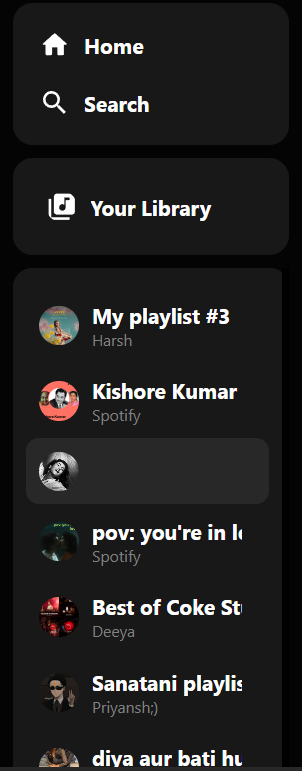 Home
Search
Your Library
My playlist #3
Harsh
Kishore Kumar
Spotify
pov: you're in lo
Spotify
Best of Coke Stu
Deeya
Sanatani playlis
Priyansh;)
diya aur bati hu